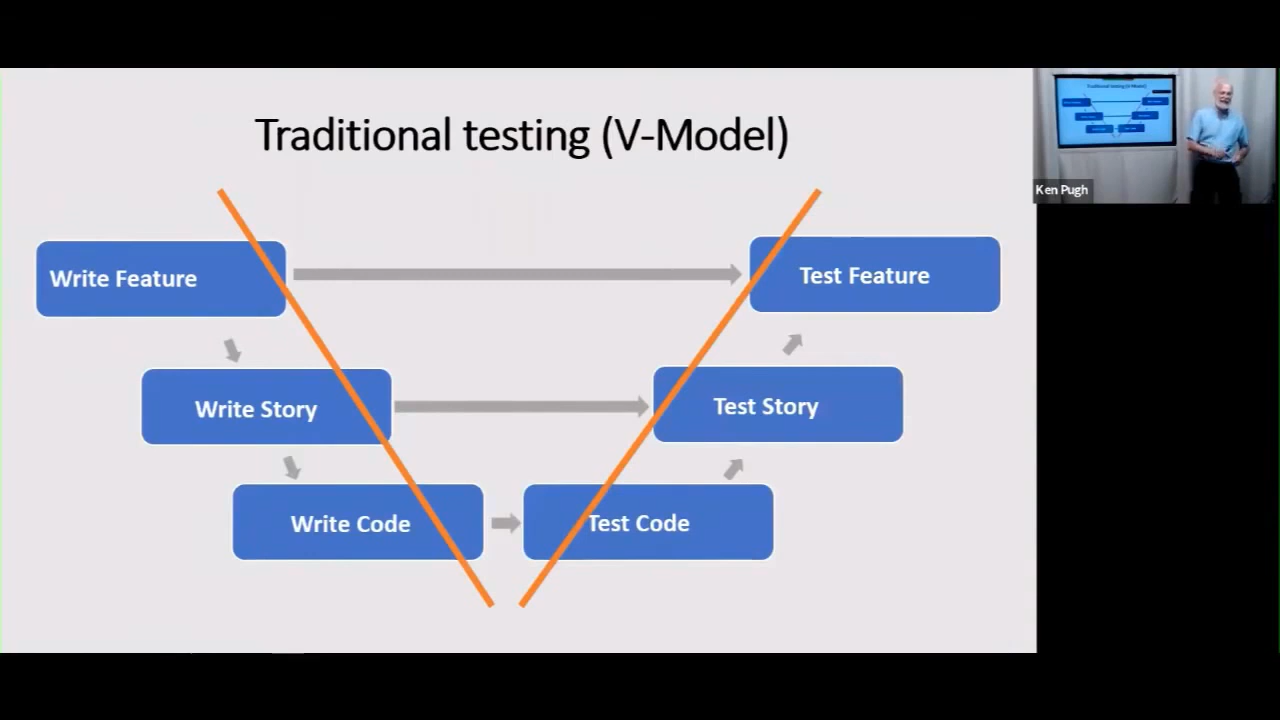 Traditional testing (V-Model)
Ken Pugh
Write Feature
Test Feature
Write Story
Test Story
Write Code
Test Code